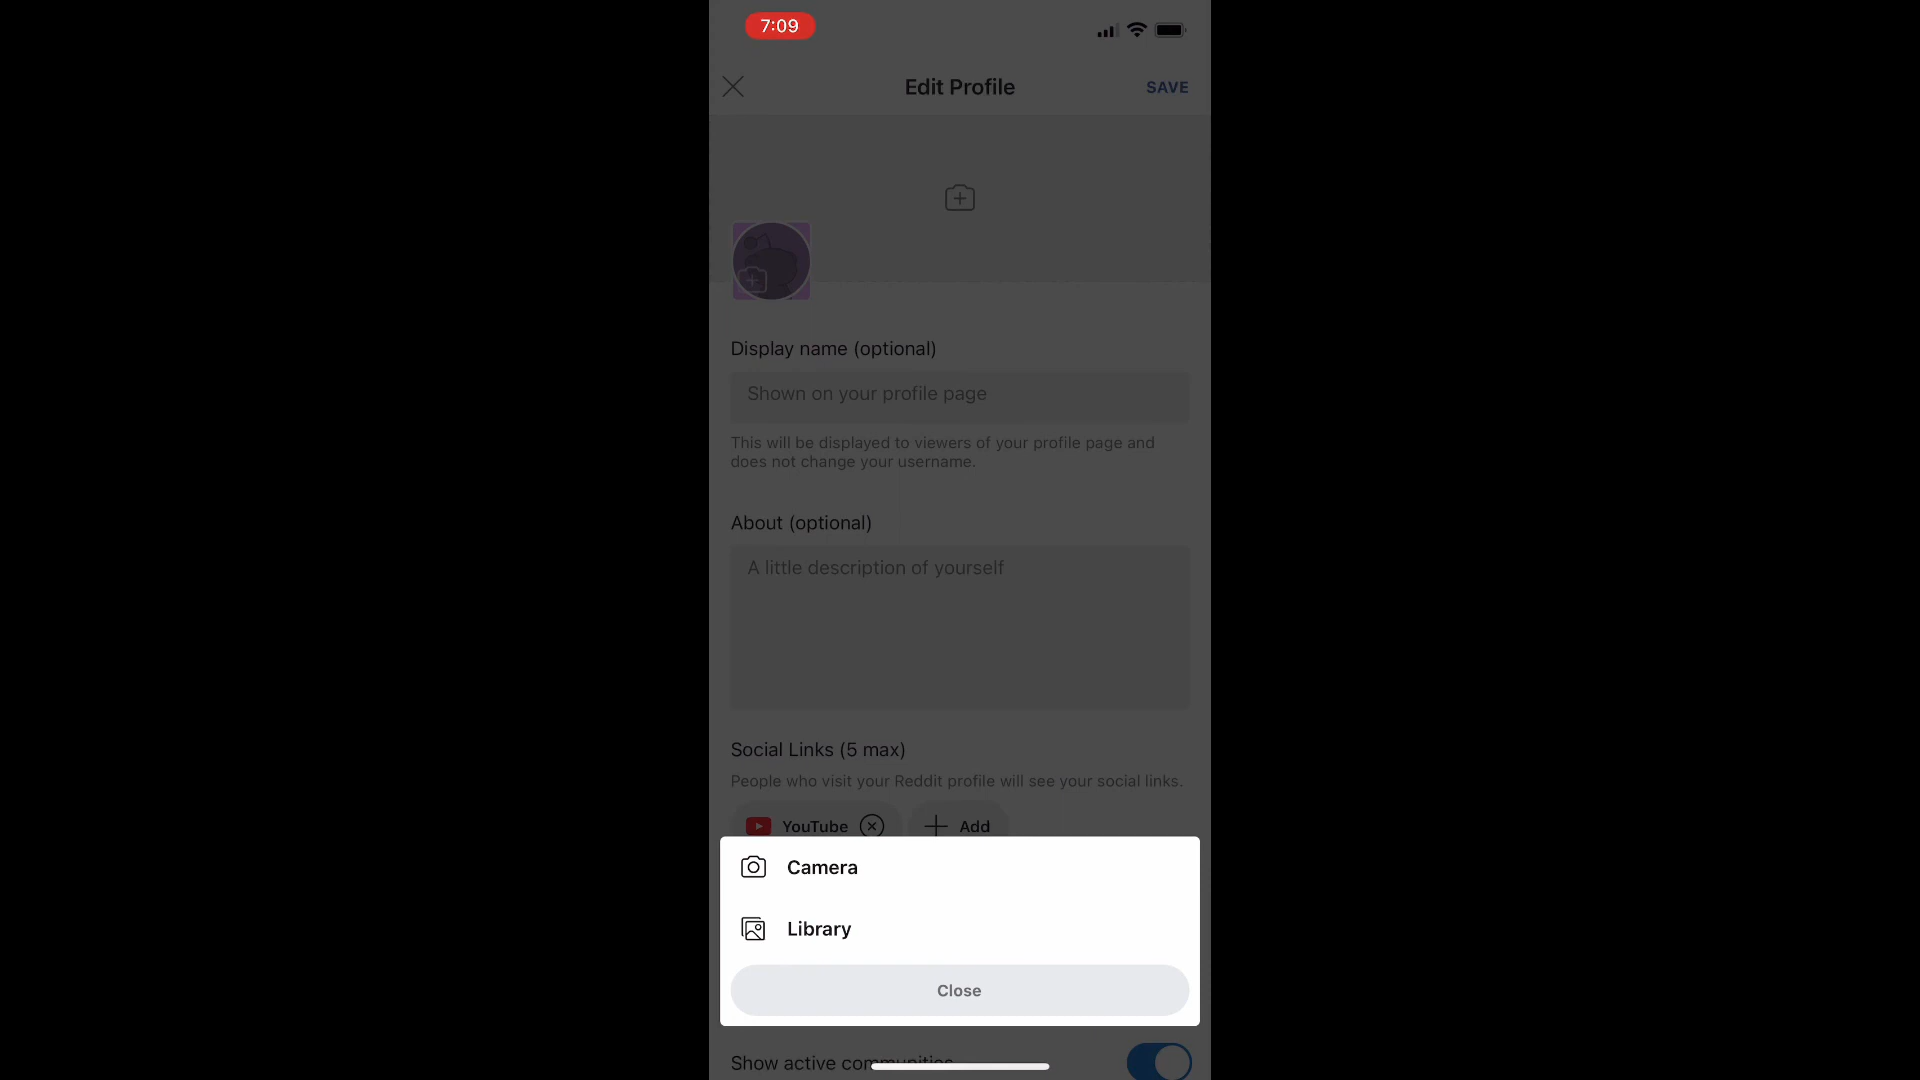 7:09
Edit Profile
SAVE
Display name (optional)
Shown on your profile page
This will be displayed to viewers of your profile page and
does not change your username.
About (optional)
A little description of yourself
Social Links (5 max)
People who visit your Reddit profile will see your social links.
YouTube
Add
Camera
Library
Close
Show active communities